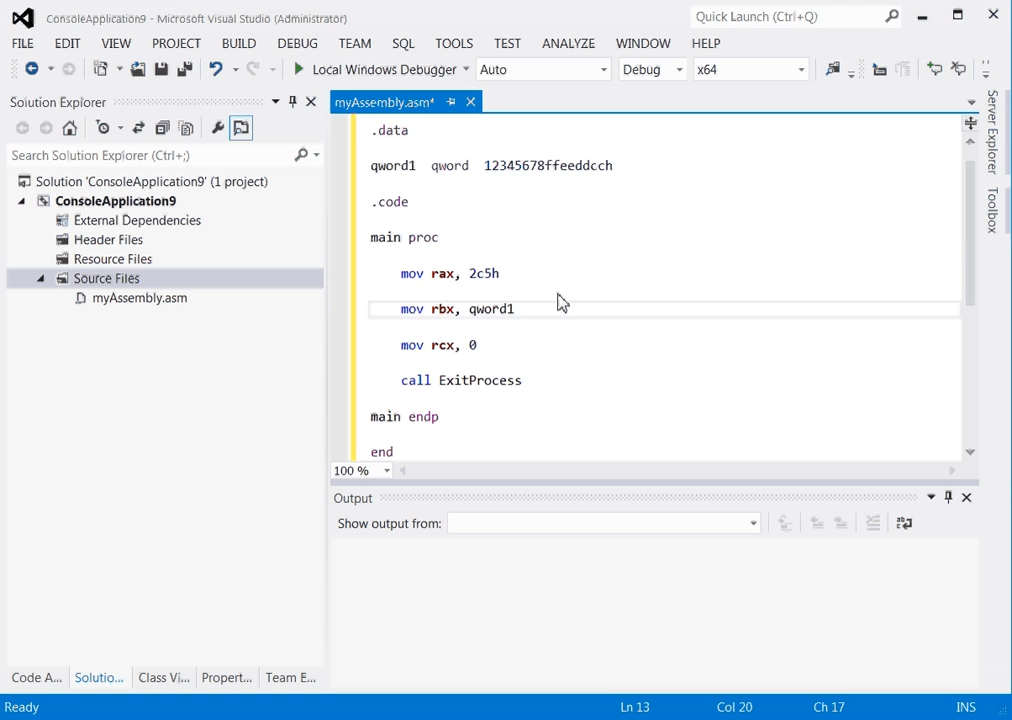 ConsoleApplication9 - Microsoft Visual Studio (Administrator)
Quick Launch (Ctrl+Q)
FILE EDIT VIEW PROJECT BUILD DEBUG TEAM SQL TOOLS TEST ANALYZE WINDOW HELP
Local Windows Debugger Auto Debug x64
Solution Explorer
Search Solution Explorer (Ctrl+;)
Solution 'ConsoleApplication9' (1 project)
ConsoleApplication9
External Dependencies
Header Files
Resource Files
Source Files
myAssembly.asm
Code A... Solutio... Class Vi... Propert... Team E...
myAssembly.asm*
.data
qword1 qword 12345678ffeeddcch
.code
main proc
mov rax, 2c5h
mov rbx, qword1
mov rcx, 0
call ExitProcess
main endp
end
100 %
Output
Show output from:
Server Explorer
Toolbox
Ready Ln 13 Col 20 Ch 17 INS